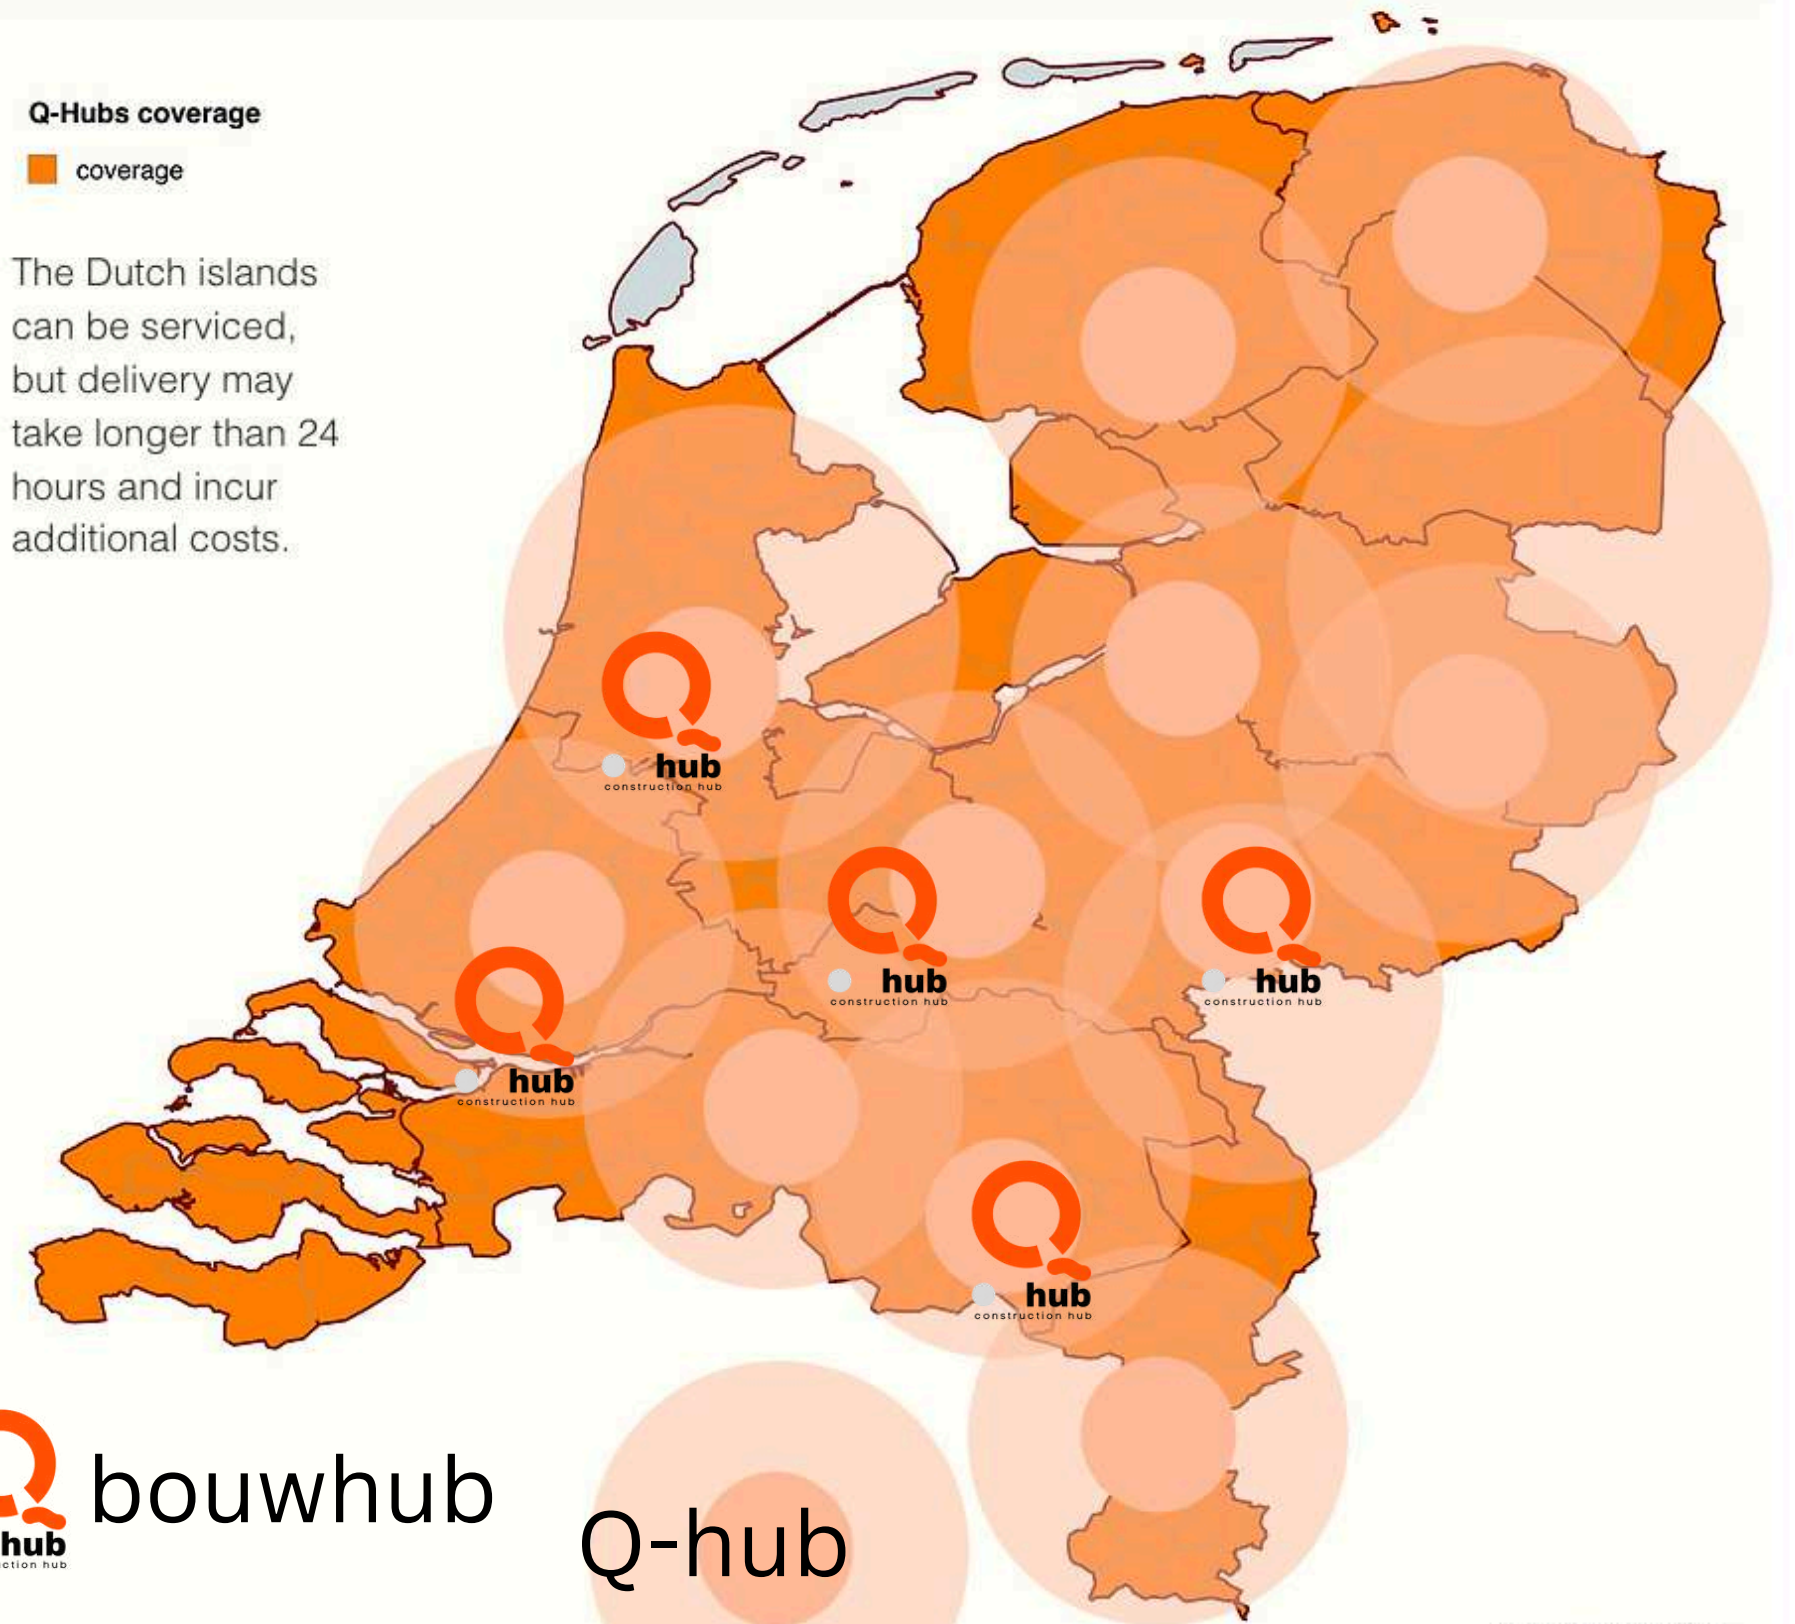 Q-Hubs coverage
coverage
The Dutch islands
can be serviced,
but delivery may
take longer than 24
hours and incur
additional costs.
hub
construction hub
hub
construction hub
hub
construction hub
hub
construction hub
hub
construction hub
bouwhub
hub
ction hub
Q-hub